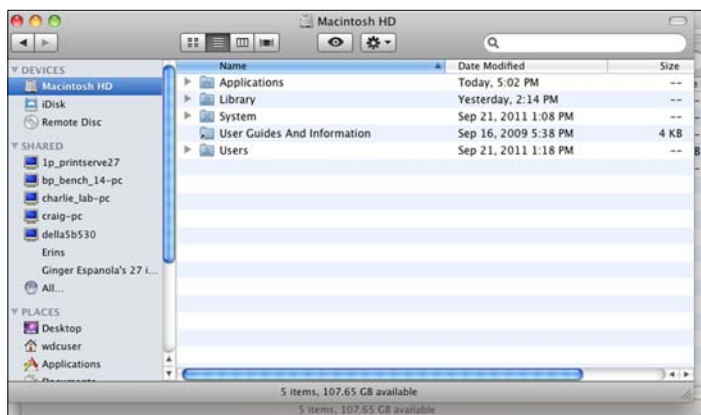 Macintosh HD
Name Date Modified Size
DEVICES
Macintosh HD
iDisk
Remote Disc
SHARED
1p_printserve27
bp_bench_14-pc
charlie_lab-pc
craig-pc
della5b530
Erins
Ginger Espanola's 27 i...
All...
PLACES
Desktop
wdcuser
Applications
Applications Today, 5:02 PM --
Library Yesterday, 2:14 PM --
System Sep 21, 2011 1:08 PM --
User Guides And Information Sep 16, 2009 5:38 PM 4 KB
Users Sep 21, 2011 1:18 PM --
5 items, 107.65 GB available
5 items, 107.65 GB available